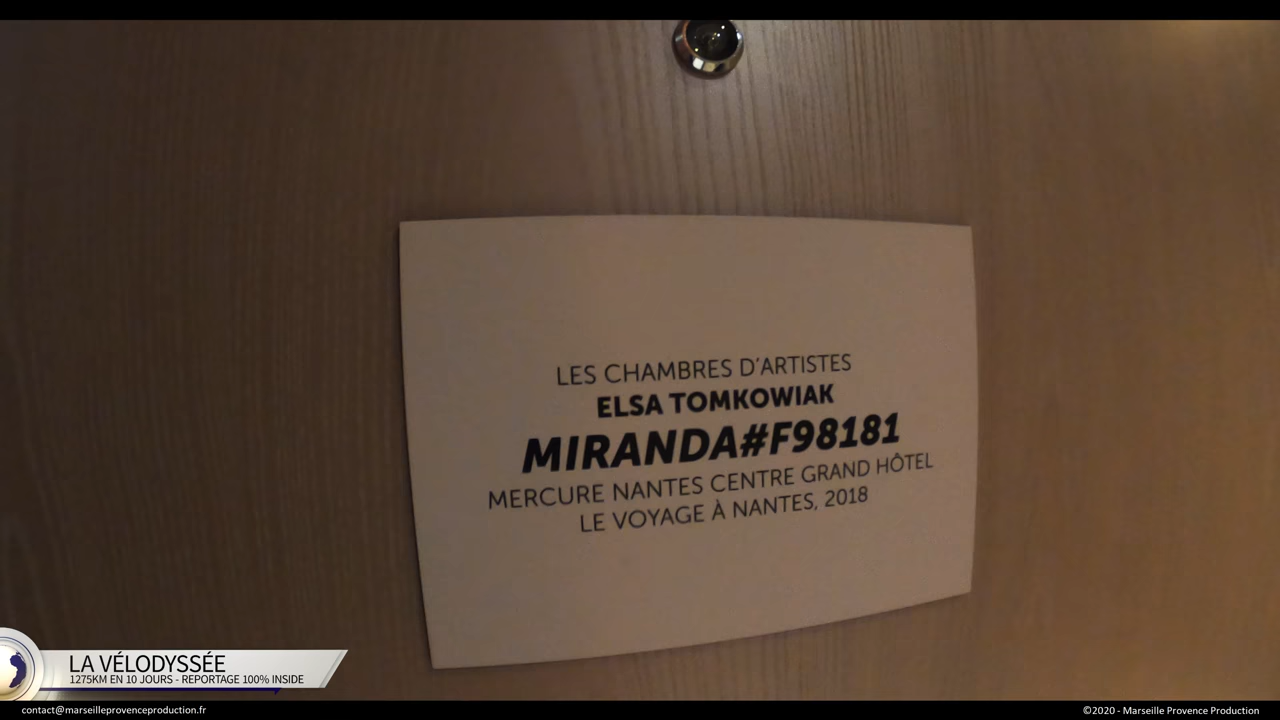 LES CHAMBRES D'ARTISTES
ELSA TOMKOWIAK
MIRANDA#F98181
MERCURE NANTES CENTRE GRAND HÔTEL
LE VOYAGE À NANTES, 2018
LA VÉLODYSSÉE
1275KM EN 10 JOURS - REPORTAGE 100% INSIDE
contact@marseilleprovenceproduction.fr
©2020 - Marseille Provence Production